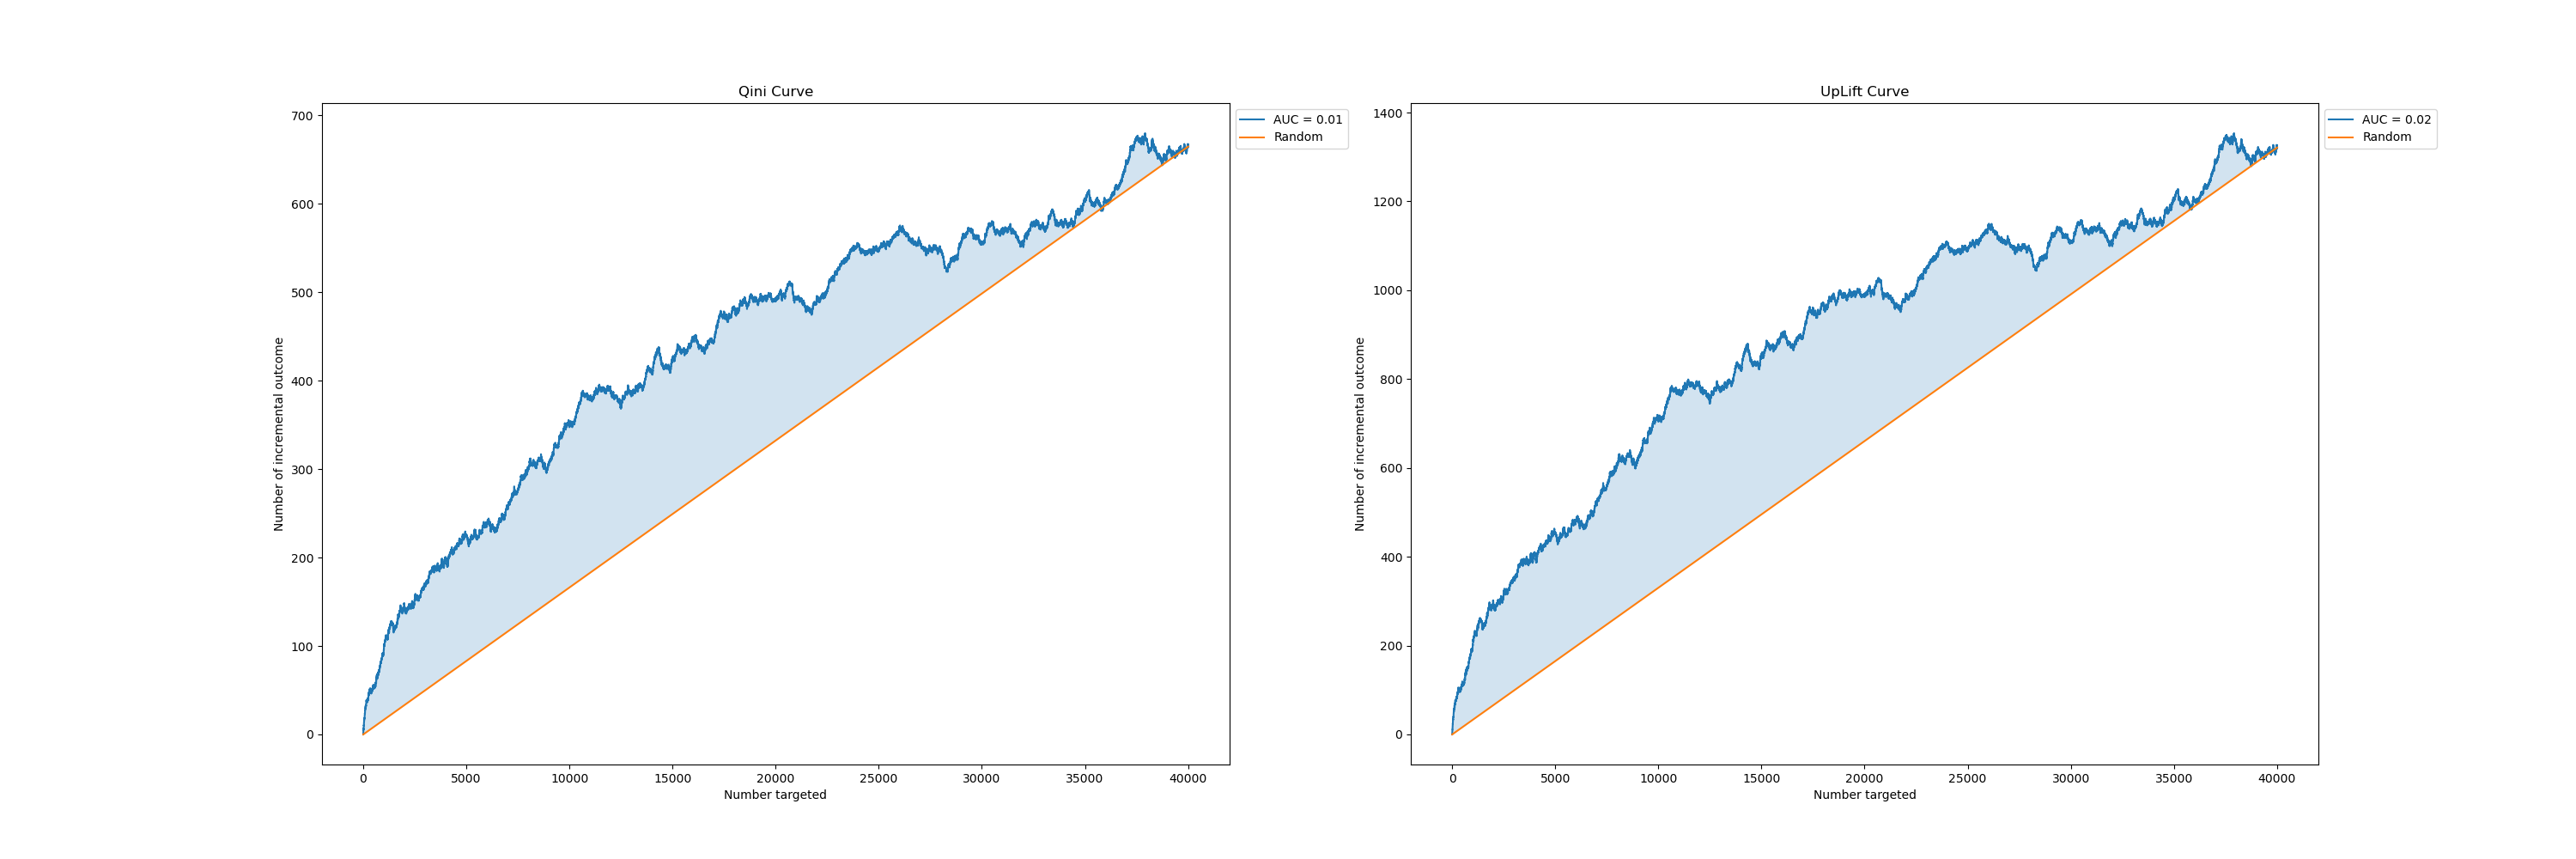 Qini Curve
700
600
500
400
300
200
100
0
Number of incremental outcome
0 5000 10000 15000 20000 25000 30000 35000 40000
Number targeted
AUC = 0.01
Random
UpLift Curve
1400
1200
1000
800
600
400
200
0
Number of incremental outcome
0 5000 10000 15000 20000 25000 30000 35000 40000
Number targeted
AUC = 0.02
Random